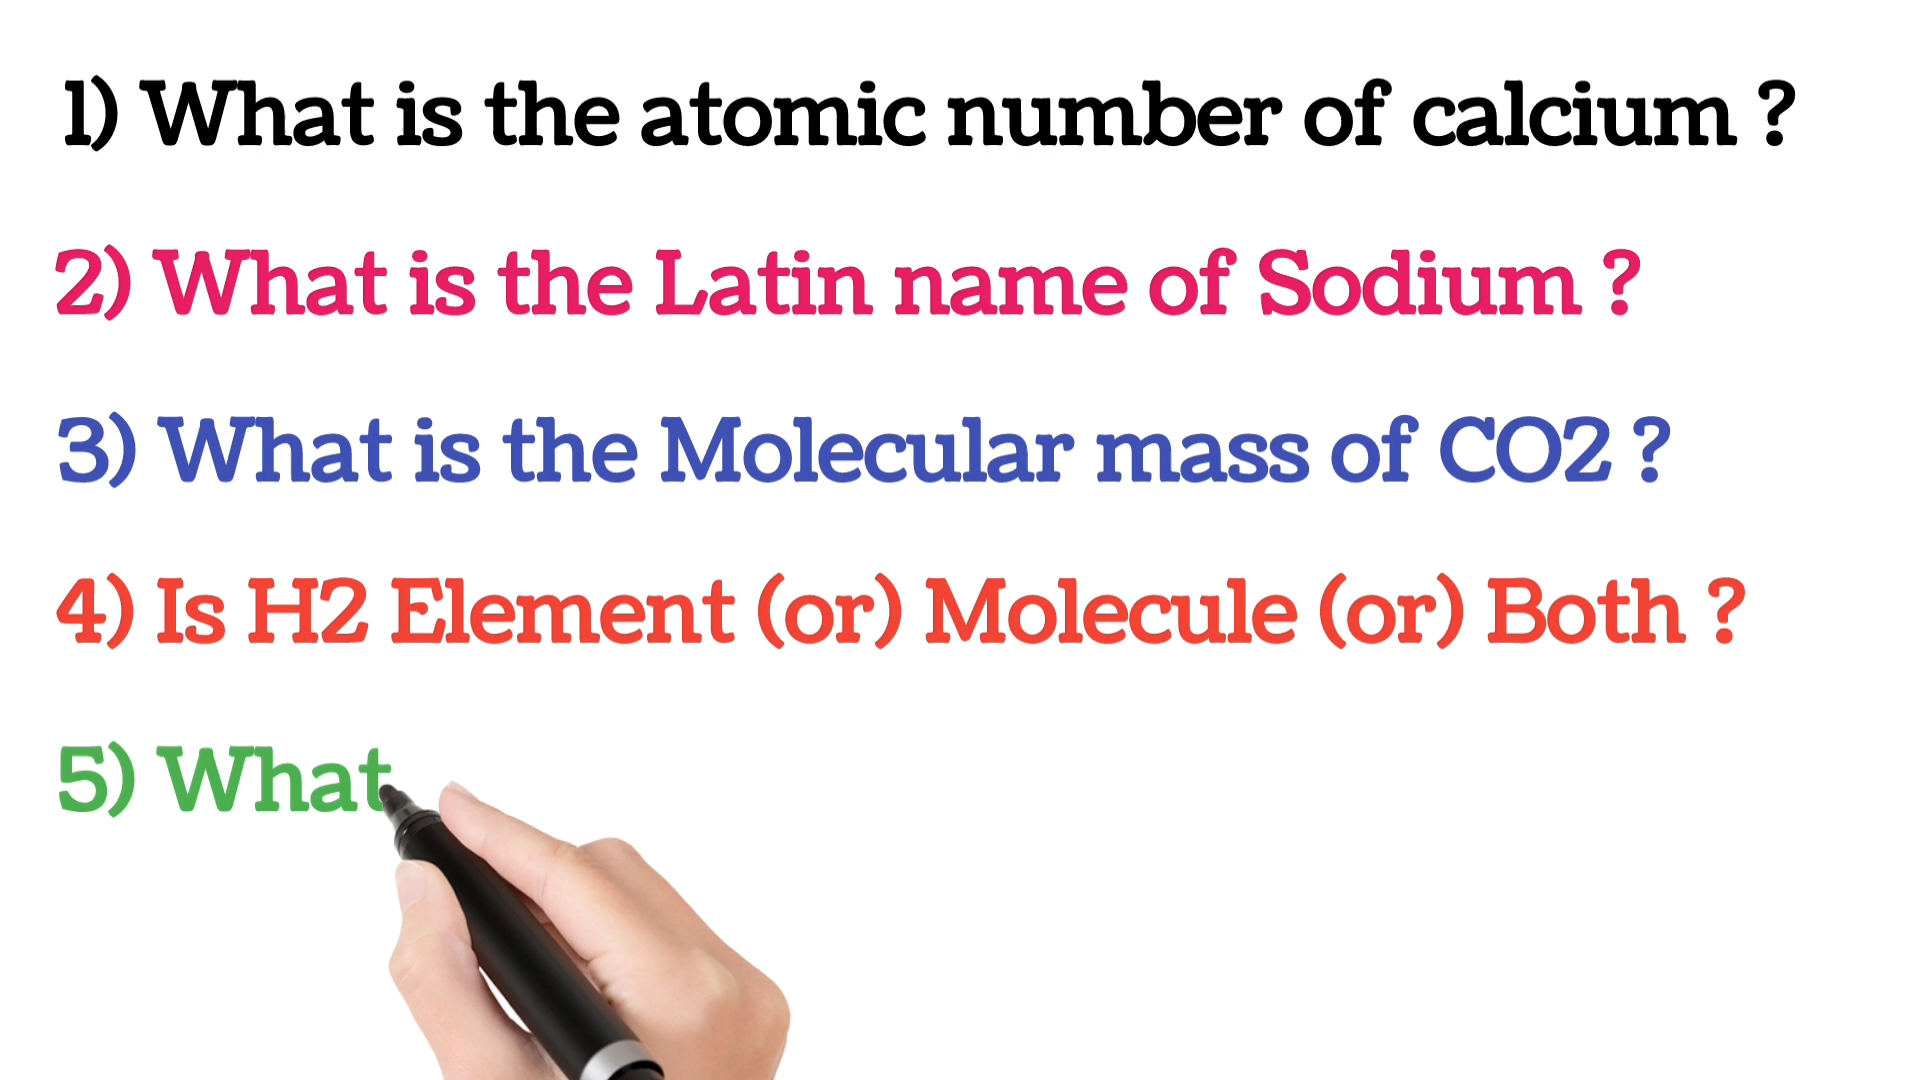 1) What is the atomic number of calcium ?
2) What is the Latin name of Sodium ?
3) What is the Molecular mass of CO2 ?
4) Is H2 Element (or) Molecule (or) Both ?
5) What